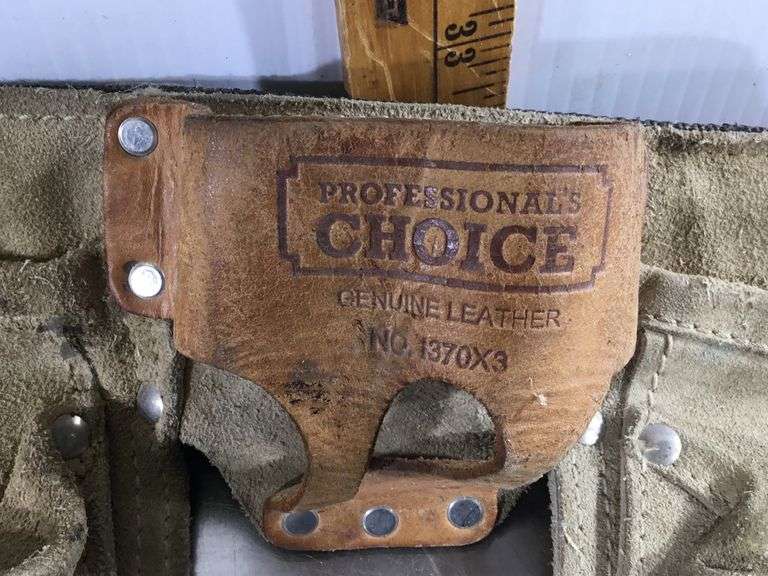 33
PROFESSIONAL'S
CHOICE
GENUINE LEATHER
NO. 1370X3